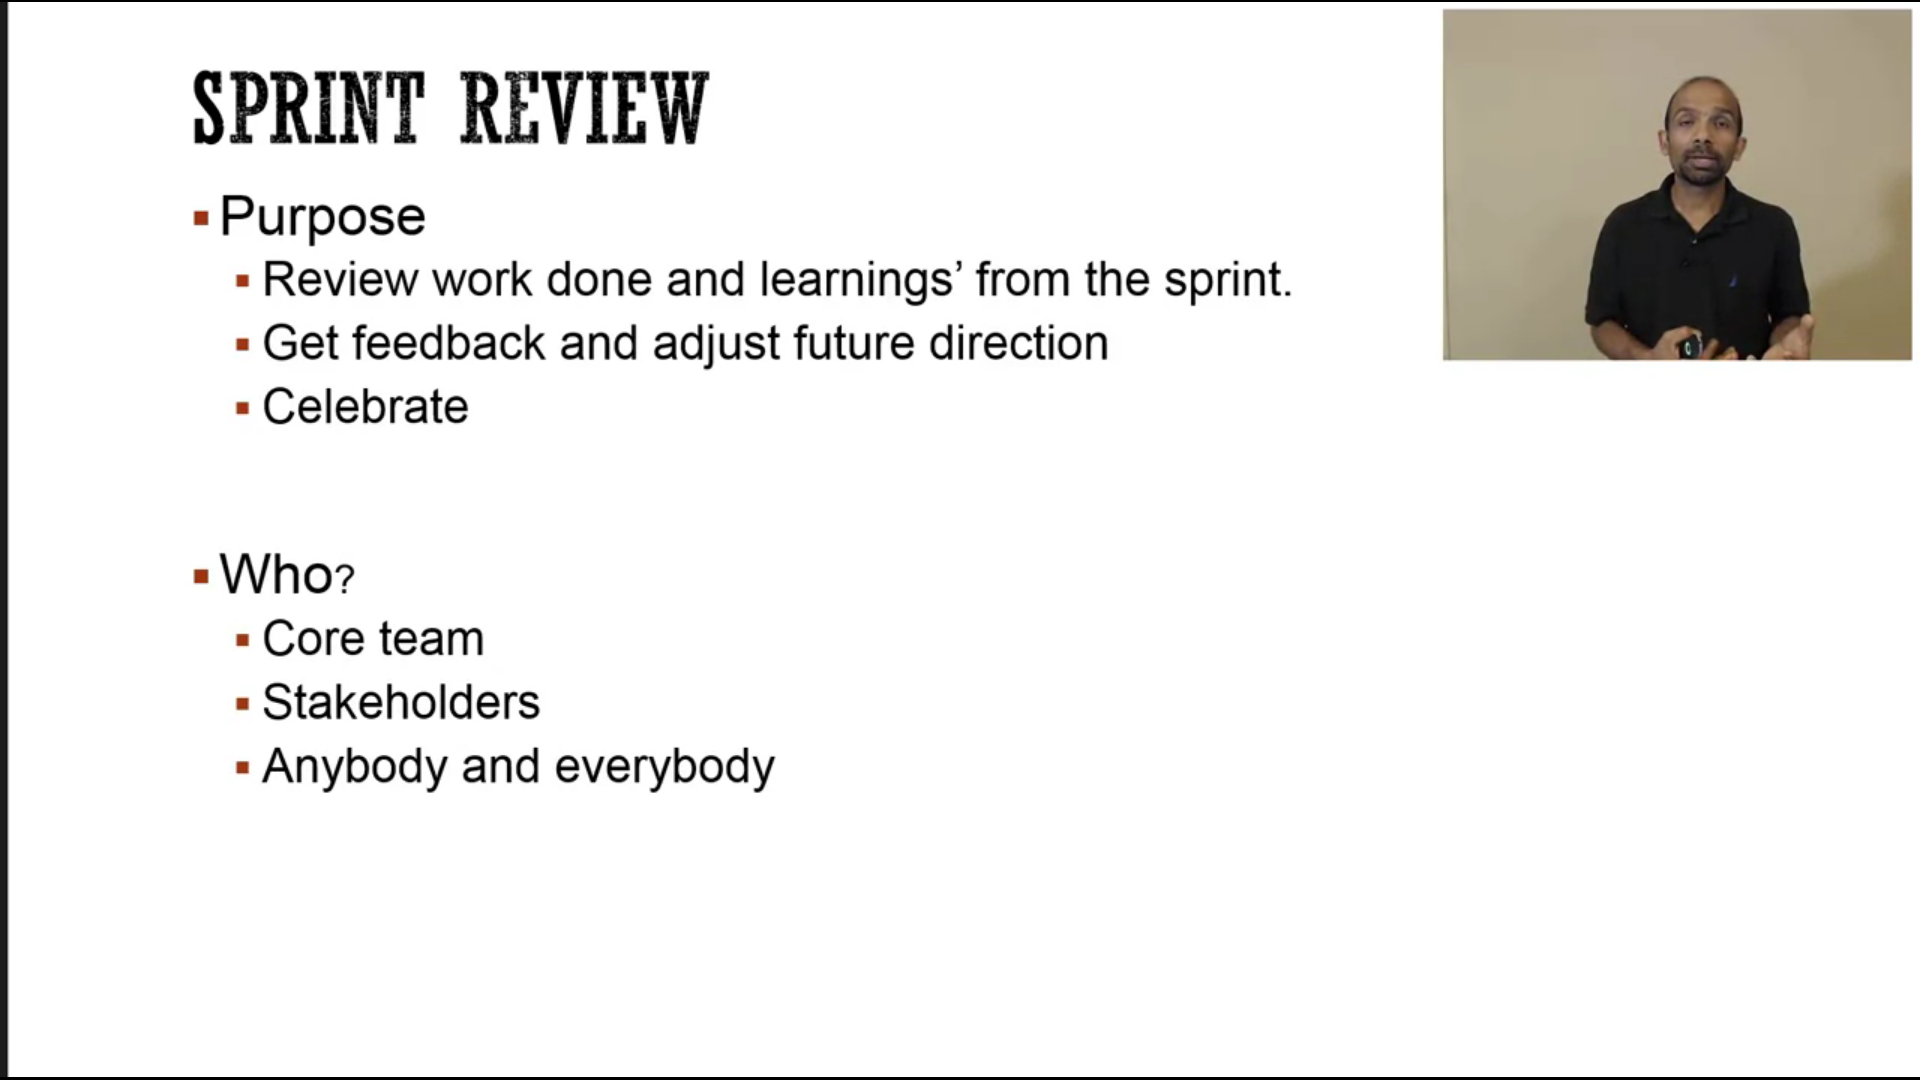 SPRINT REVIEW
Purpose
Review work done and learnings’ from the sprint.
Get feedback and adjust future direction
Celebrate
Who?
Core team
Stakeholders
Anybody and everybody